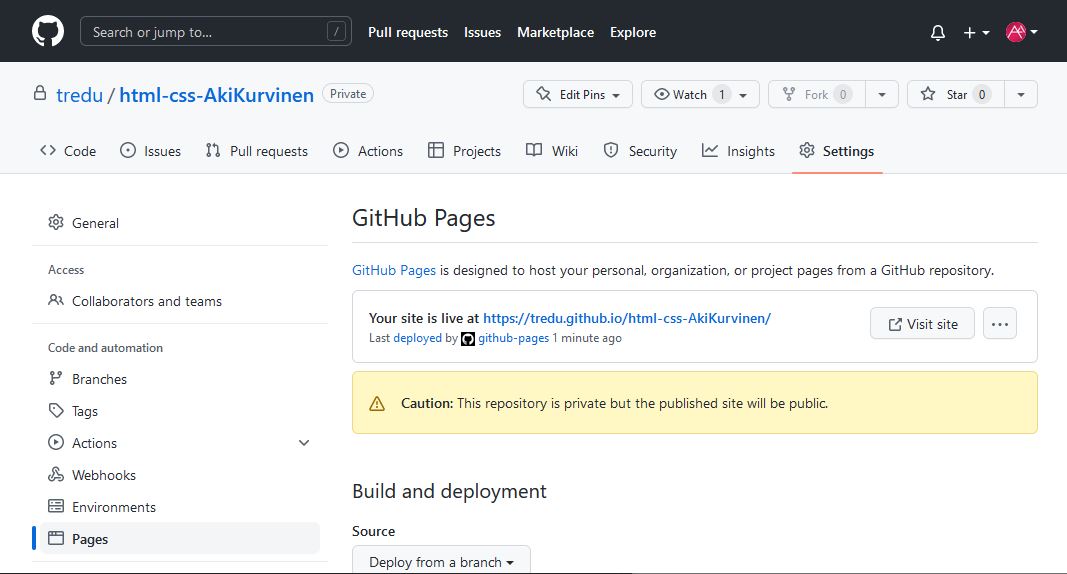 Search or jump to... /
Pull requests Issues Marketplace Explore
tredu / html-css-AkiKurvinen Private
Edit Pins Watch 1 Fork 0 Star 0
Code Issues Pull requests Actions Projects Wiki Security Insights Settings
General
Access
Collaborators and teams
Code and automation
Branches
Tags
Actions
Webhooks
Environments
Pages
GitHub Pages
GitHub Pages is designed to host your personal, organization, or project pages from a GitHub repository.
Your site is live at https://tredu.github.io/html-css-AkiKurvinen/
Last deployed by github-pages 1 minute ago
Visit site
Caution: This repository is private but the published site will be public.
Build and deployment
Source
Deploy from a branch